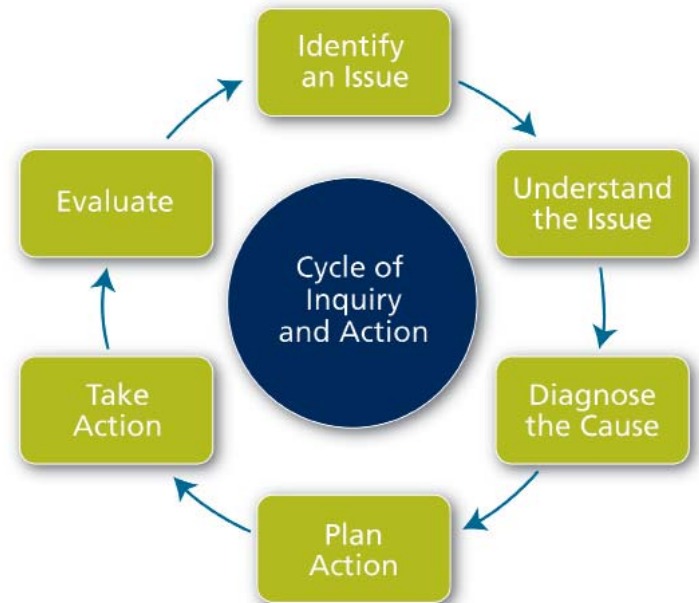 Identify
an Issue
Understand
the Issue
Diagnose
the Cause
Plan
Action
Take
Action
Evaluate
Cycle of
Inquiry
and Action